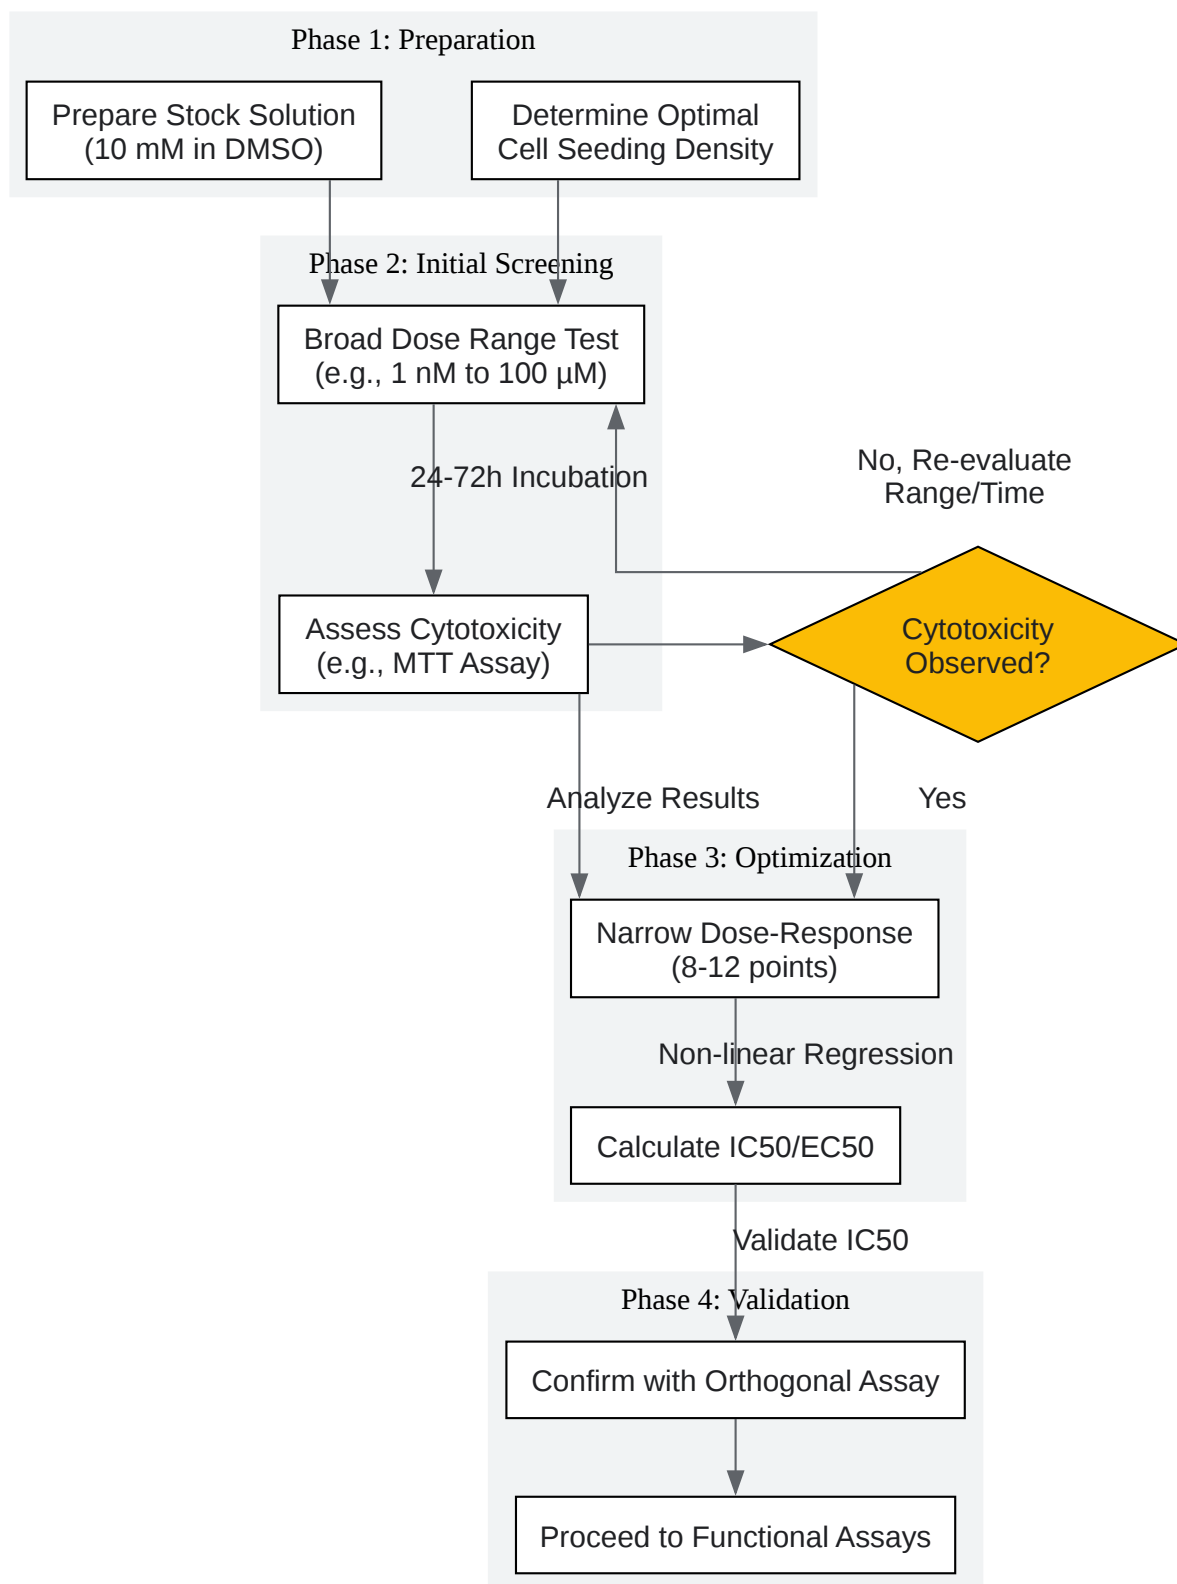 Phase 1: Preparation
Prepare Stock Solution
(10 mM in DMSO)
Determine Optimal
Cell Seeding Density
Phase 2: Initial Screening
Broad Dose Range Test
(e.g., 1 nM to 100 µM)
24-72h Incubation
No, Re-evaluate
Range/Time
Assess Cytotoxicity
(e.g., MTT Assay)
Cytotoxicity
Observed?
Analyze Results
Yes
Phase 3: Optimization
Narrow Dose-Response
(8-12 points)
Non-linear Regression
Calculate IC50/EC50
Validate IC50
Phase 4: Validation
Confirm with Orthogonal Assay
Proceed to Functional Assays